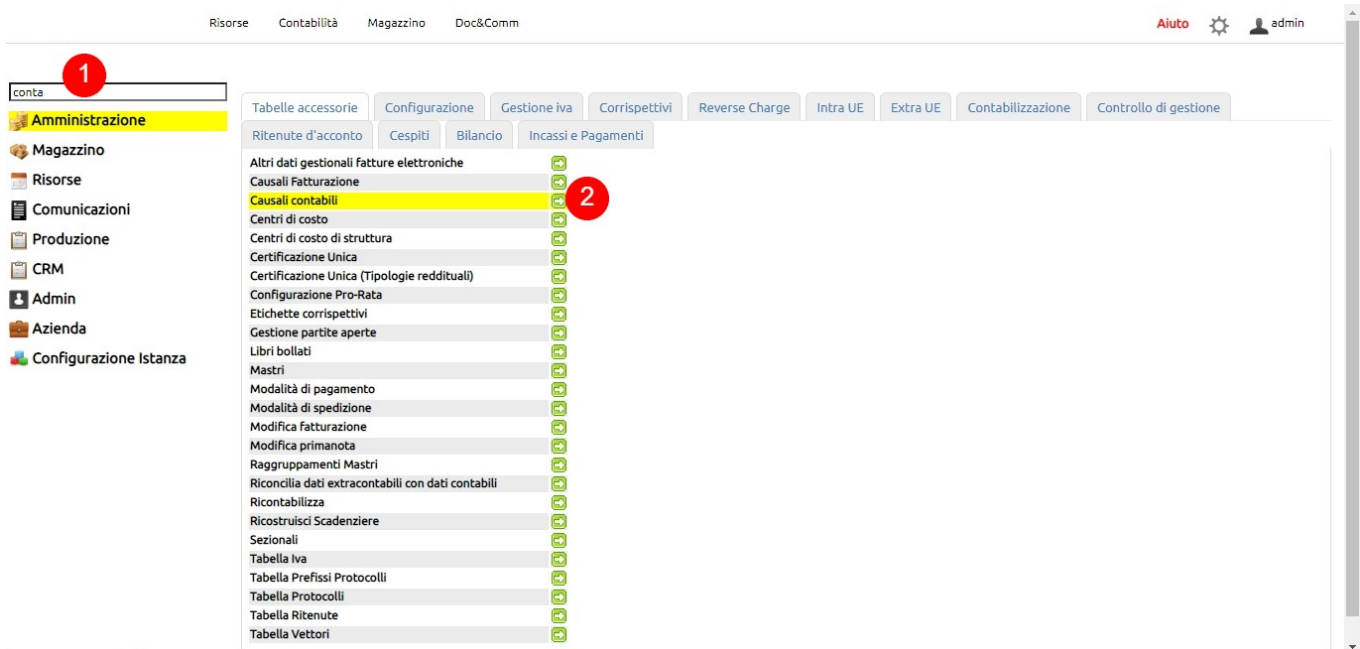 Risorse Contabilità Magazzino Doc&Comm Aiuto admin
1
conta
Amministrazione
Magazzino
Risorse
Comunicazioni
Produzione
CRM
Admin
Azienda
Configurazione Istanza
Tabelle accessorie Configurazione Gestione iva Corrispettivi Reverse Charge Intra UE Extra UE Contabilizzazione Controllo di gestione
Ritenute d'acconto Cespiti Bilancio Incassi e Pagamenti
Altri dati gestionali fatture elettroniche
Causali Fatturazione
Causali contabili
2
Centri di costo
Centri di costo di struttura
Certificazione Unica
Certificazione Unica (Tipologie reddituali)
Configurazione Pro-Rata
Etichette corrispettivi
Gestione partite aperte
Libri bollati
Mastri
Modalità di pagamento
Modalità di spedizione
Modifica fatturazione
Modifica primanota
Raggruppamenti Mastri
Riconcilia dati extracontabili con dati contabili
Ricontabilizza
Ricostruisci Scadenziere
Sezionali
Tabella Iva
Tabella Prefissi Protocolli
Tabella Protocolli
Tabella Ritenute
Tabella Vettori